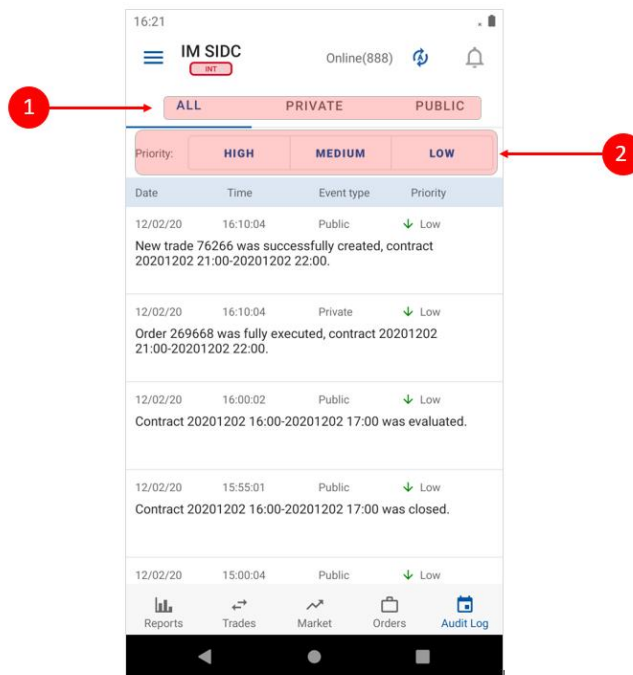 16:21
IM SIDC
INT
Online(888)
1
ALL PRIVATE PUBLIC
Priority: HIGH MEDIUM LOW
2
Date Time Event type Priority
12/02/20 16:10:04 Public Low
New trade 76266 was successfully created, contract
20201202 21:00-20201202 22:00.
12/02/20 16:10:04 Private Low
Order 269668 was fully executed, contract 20201202
21:00-20201202 22:00.
12/02/20 16:00:02 Public Low
Contract 20201202 16:00-20201202 17:00 was evaluated.
12/02/20 15:55:01 Public Low
Contract 20201202 16:00-20201202 17:00 was closed.
12/02/20 15:00:04 Public Low
Reports Trades Market Orders Audit Log